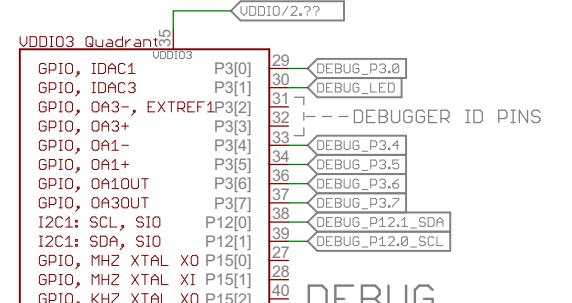 VDDIO/2.??
VDDIO3 Quadrant
35
VDDIO3
GPIO, IDAC1 P3[0] 29 DEBUG_P3.0
GPIO, IDAC3 P3[1] 30 DEBUG_LED
GPIO, OA3-, EXTREF1 P3[2] 31
DEBUGGER ID PINS
GPIO, OA3+ P3[3] 32
GPIO, OA1- P3[4] 33 DEBUG_P3.4
GPIO, OA1+ P3[5] 34 DEBUG_P3.5
GPIO, OA1OUT P3[6] 36 DEBUG_P3.6
GPIO, OA3OUT P3[7] 37 DEBUG_P3.7
I2C1: SCL, SIO P12[0] 38 DEBUG_P12.1_SDA
I2C1: SDA, SIO P12[1] 39 DEBUG_P12.0_SCL
GPIO, MHZ XTAL XO P15[0] 27
GPIO, MHZ XTAL XI P15[1] 28
GPIO, KHZ XTAL XO P15[2] 40
DEBUG